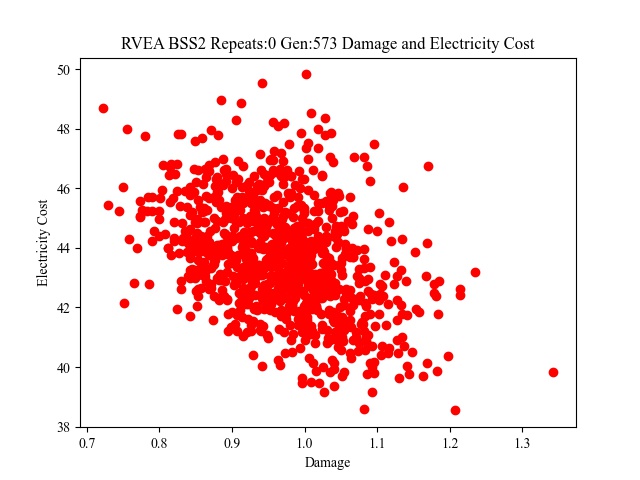 RVEA BSS2 Repeats:0 Gen:573 Damage and Electricity Cost
50
48
46
44
42
40
38
Electricity Cost
0.7 0.8 0.9 1.0 1.1 1.2 1.3
Damage